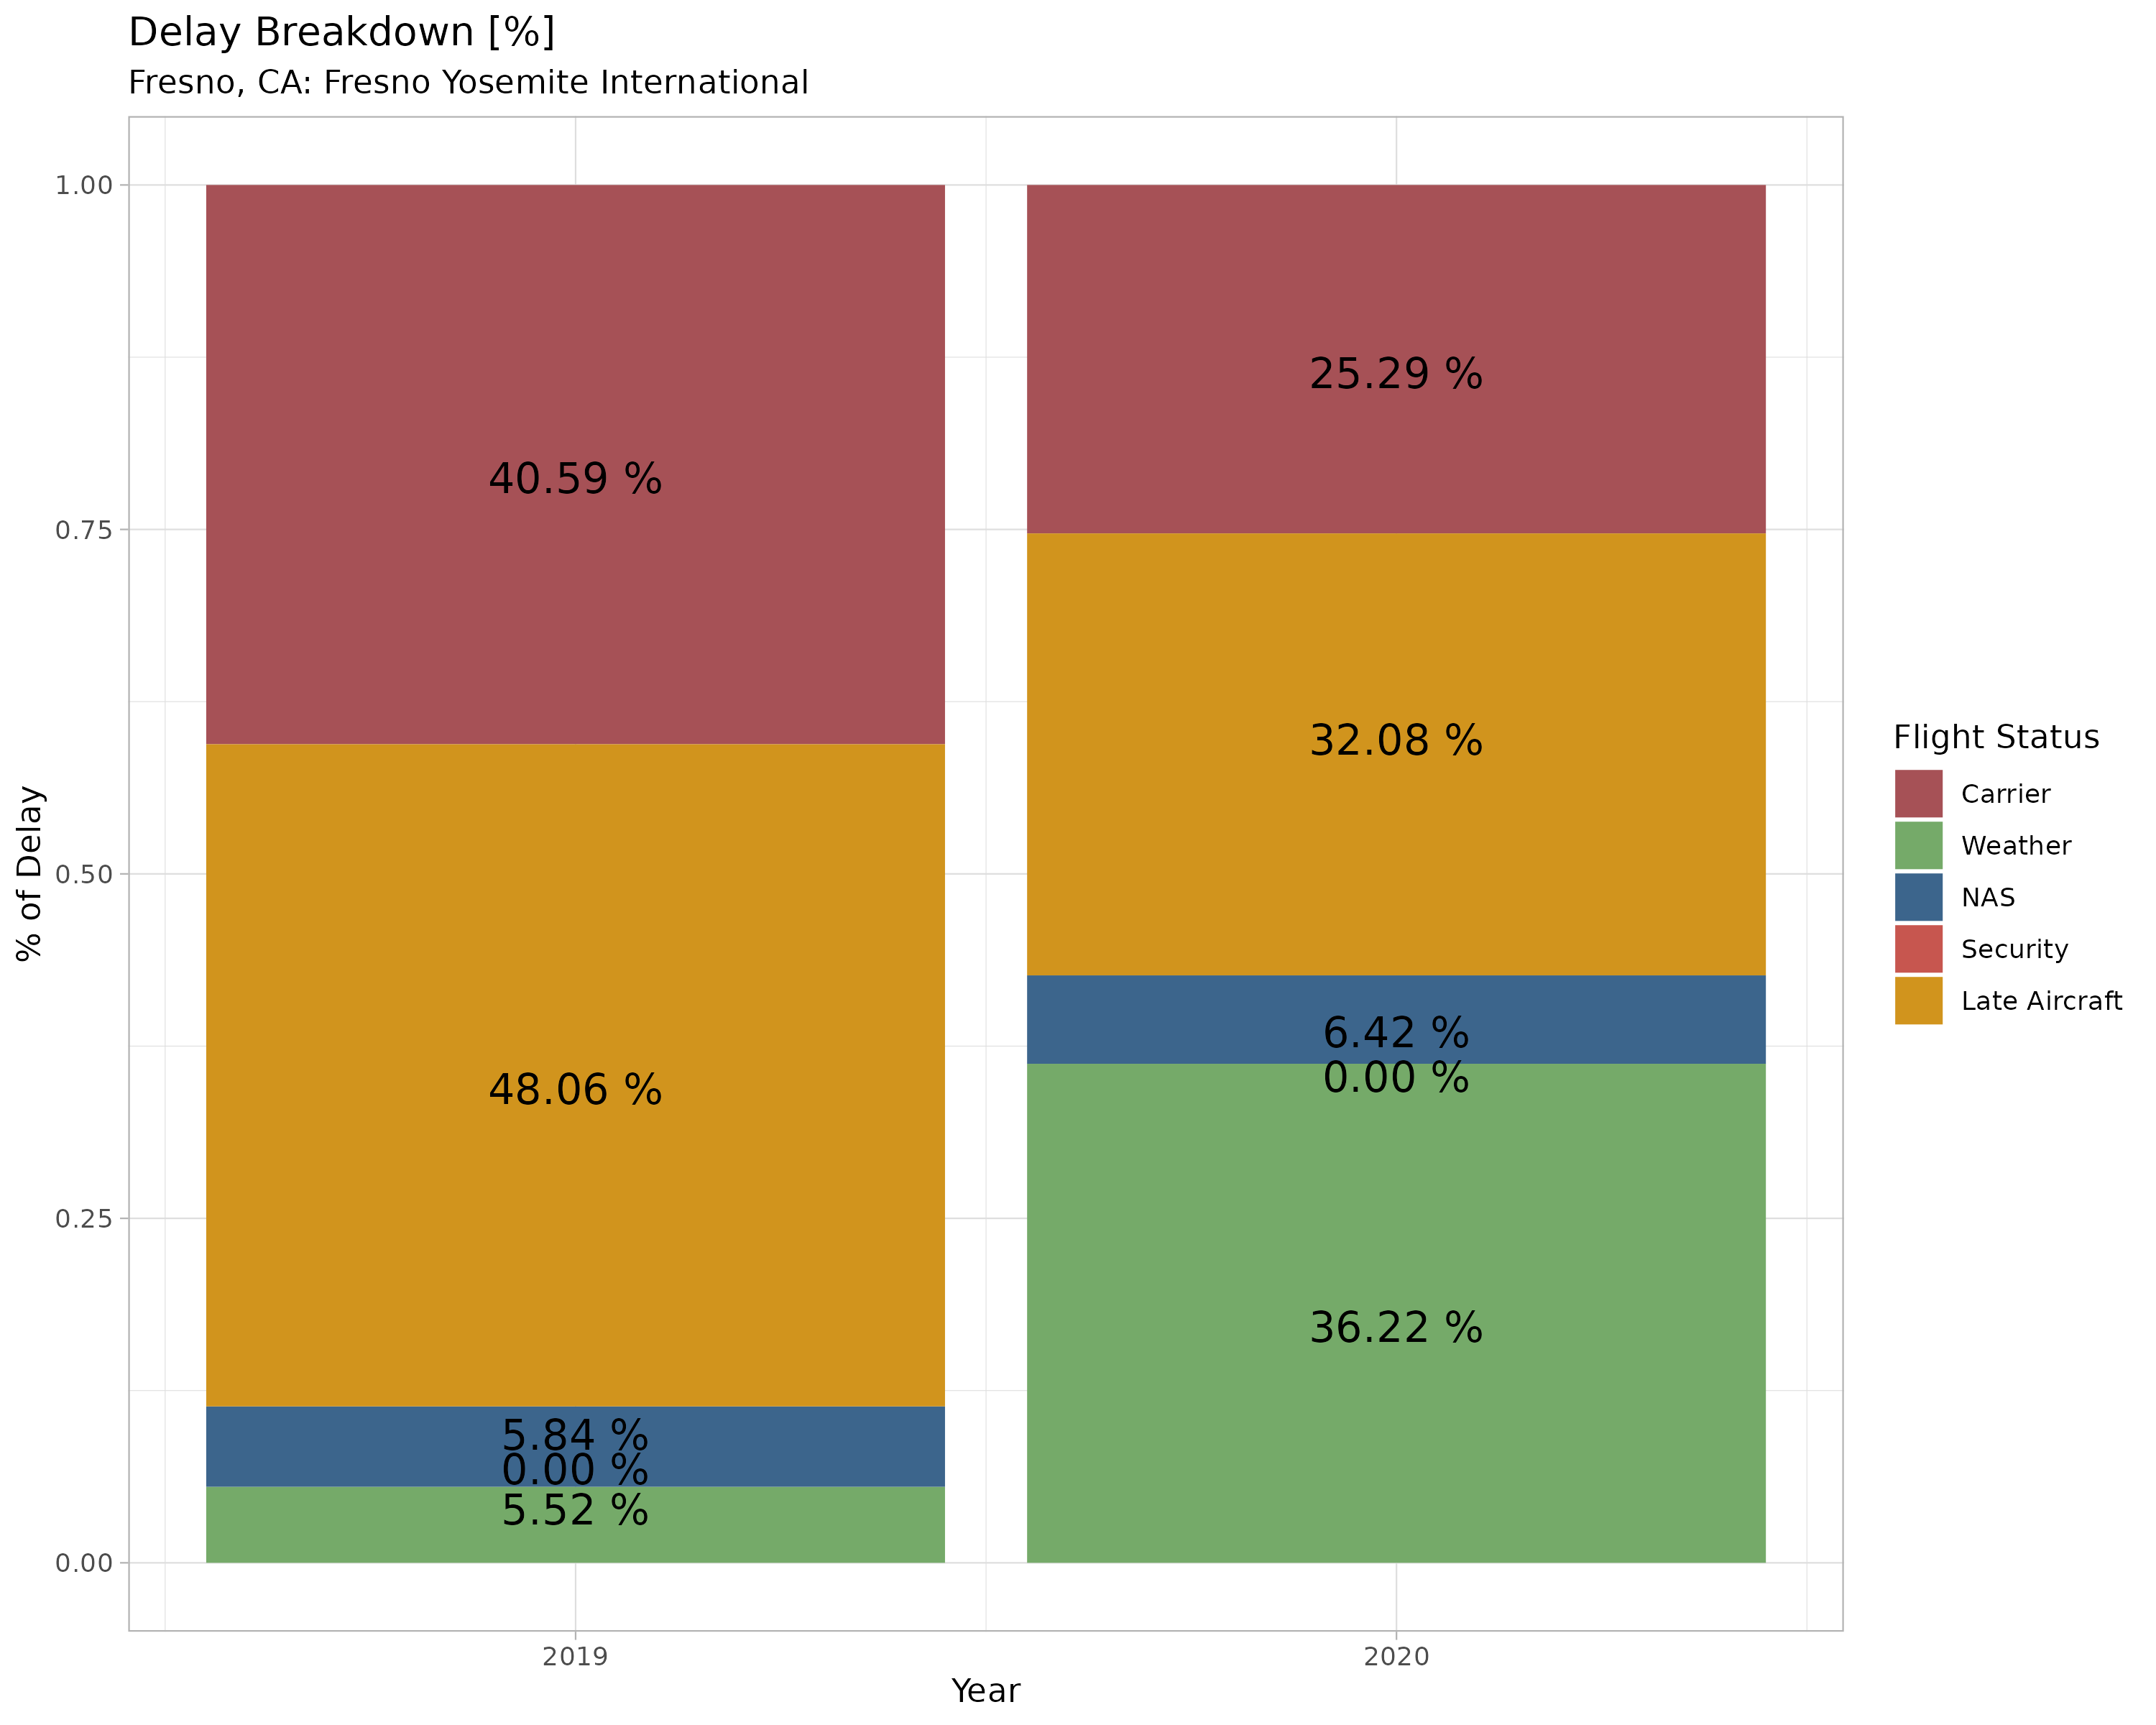 Delay Breakdown [%]
Fresno, CA: Fresno Yosemite International
1.00
0.75
0.50
0.25
0.00
% of Delay
40.59 %
48.06 %
5.84 %
0.00 %
5.52 %
25.29 %
32.08 %
6.42 %
0.00 %
36.22 %
2019
2020
Year
Flight Status
Carrier
Weather
NAS
Security
Late Aircraft